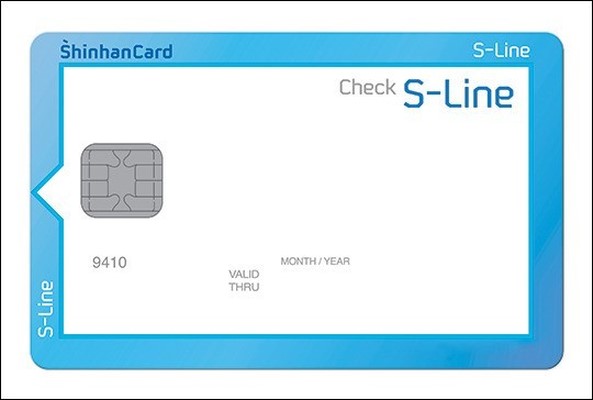 ShinhanCard
S-Line
Check S-Line
9410
MONTH / YEAR
VALID
THRU
S-Line